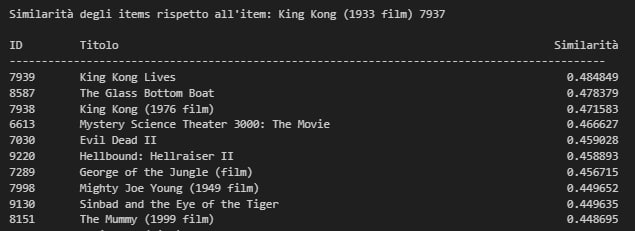 Similarità degli items rispetto all'item: King Kong (1933 film) 7937
ID Titolo Similarità
--------------------------------------------------------------------------------------------
7939 King Kong Lives 0.484849
8587 The Glass Bottom Boat 0.478379
7938 King Kong (1976 film) 0.471583
6613 Mystery Science Theater 3000: The Movie 0.466627
7030 Evil Dead II 0.459028
9220 Hellbound: Hellraiser II 0.458893
7289 George of the Jungle (film) 0.456715
7998 Mighty Joe Young (1949 film) 0.449652
9130 Sinbad and the Eye of the Tiger 0.449635
8151 The Mummy (1999 film) 0.448695